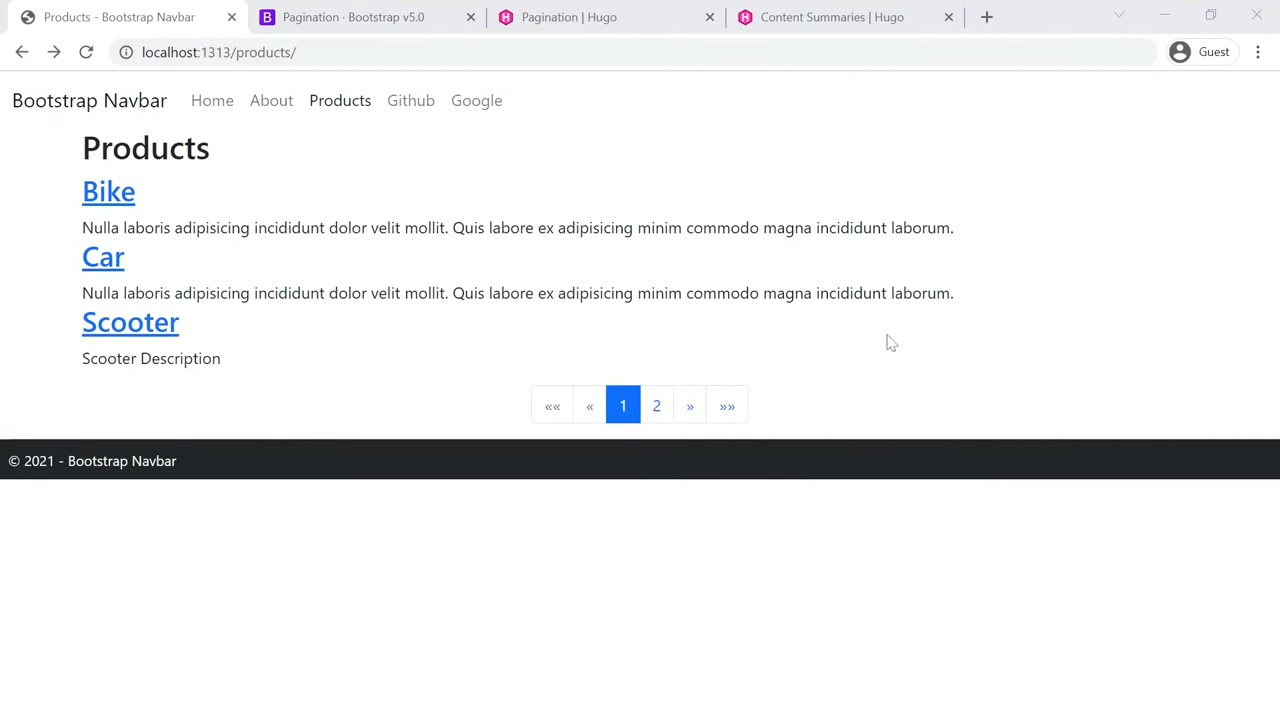 Products - Bootstrap Navbar
Pagination · Bootstrap v5.0
Pagination | Hugo
Content Summaries | Hugo
localhost:1313/products/
Guest
Bootstrap Navbar Home About Products Github Google
Products
Bike
Nulla laboris adipisicing incididunt dolor velit mollit. Quis labore ex adipisicing minim commodo magna incididunt laborum.
Car
Nulla laboris adipisicing incididunt dolor velit mollit. Quis labore ex adipisicing minim commodo magna incididunt laborum.
Scooter
Scooter Description
«« « 1 2 » »»
© 2021 - Bootstrap Navbar